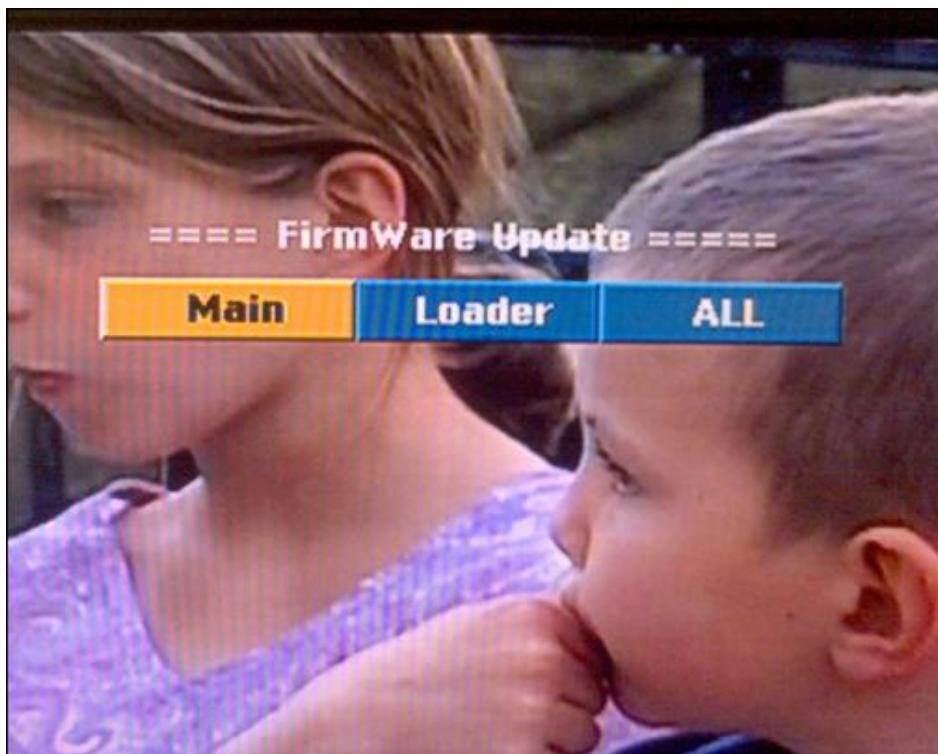 ==== FirmWare Update =====
Main Loader ALL